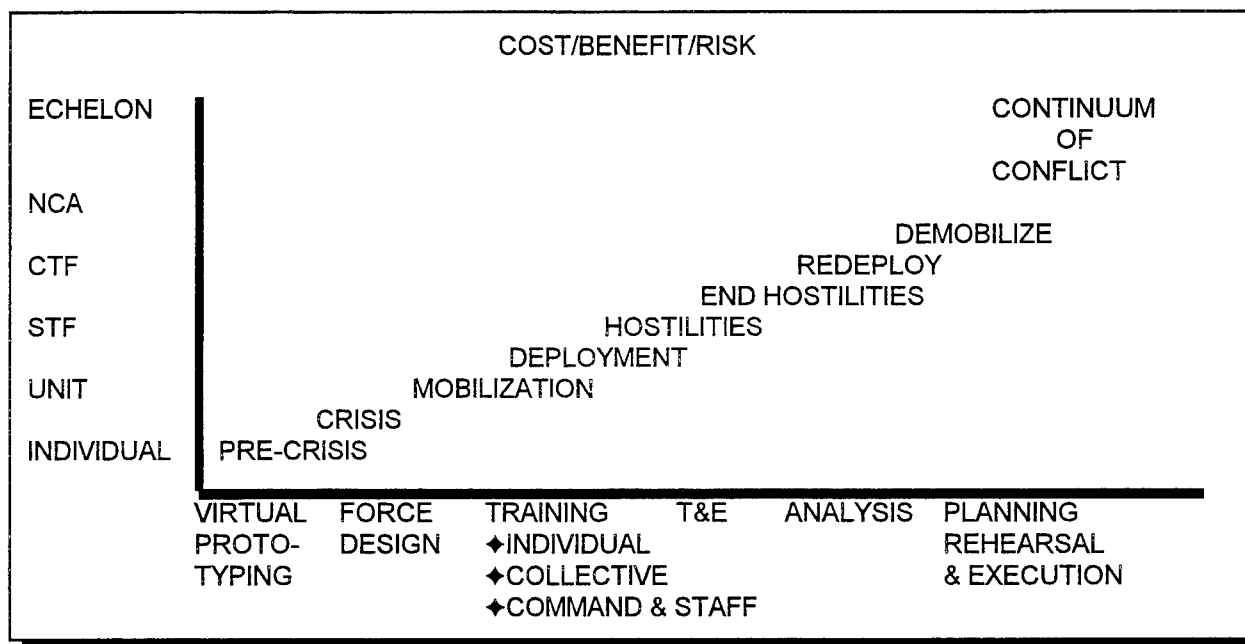 COST/BENEFIT/RISK
ECHELON
CONTINUUM
OF
CONFLICT
NCA
DEMOBILIZE
CTF
REDEPLOY
END HOSTILITIES
STF
HOSTILITIES
DEPLOYMENT
UNIT
MOBILIZATION
CRISIS
INDIVIDUAL
PRE-CRISIS
VIRTUAL
PROTO-
TYPING
FORCE
DESIGN
TRAINING
✦INDIVIDUAL
✦COLLECTIVE
✦COMMAND & STAFF
T&E
ANALYSIS
PLANNING
REHEARSAL
& EXECUTION